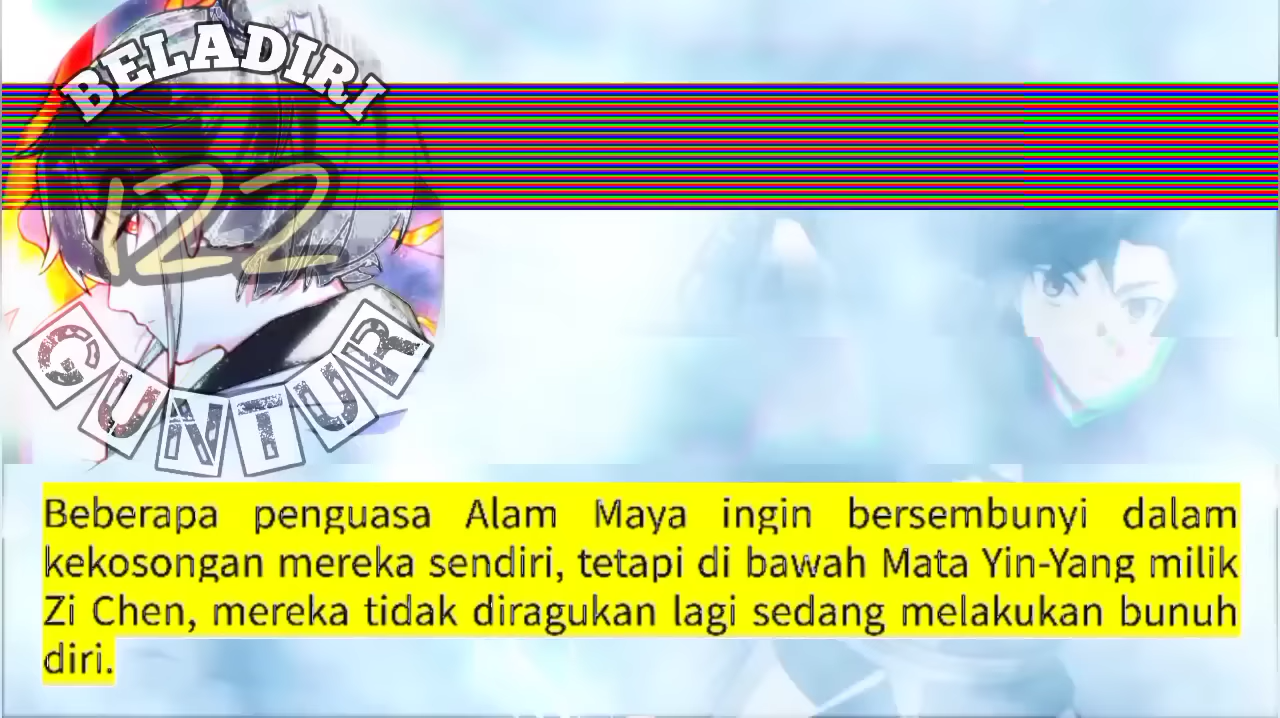 BELADIRI
122
GUNTUR
Beberapa penguasa Alam Maya ingin bersembunyi dalam
kekosongan mereka sendiri, tetapi di bawah Mata Yin-Yang milik
Zi Chen, mereka tidak diragukan lagi sedang melakukan bunuh
diri.